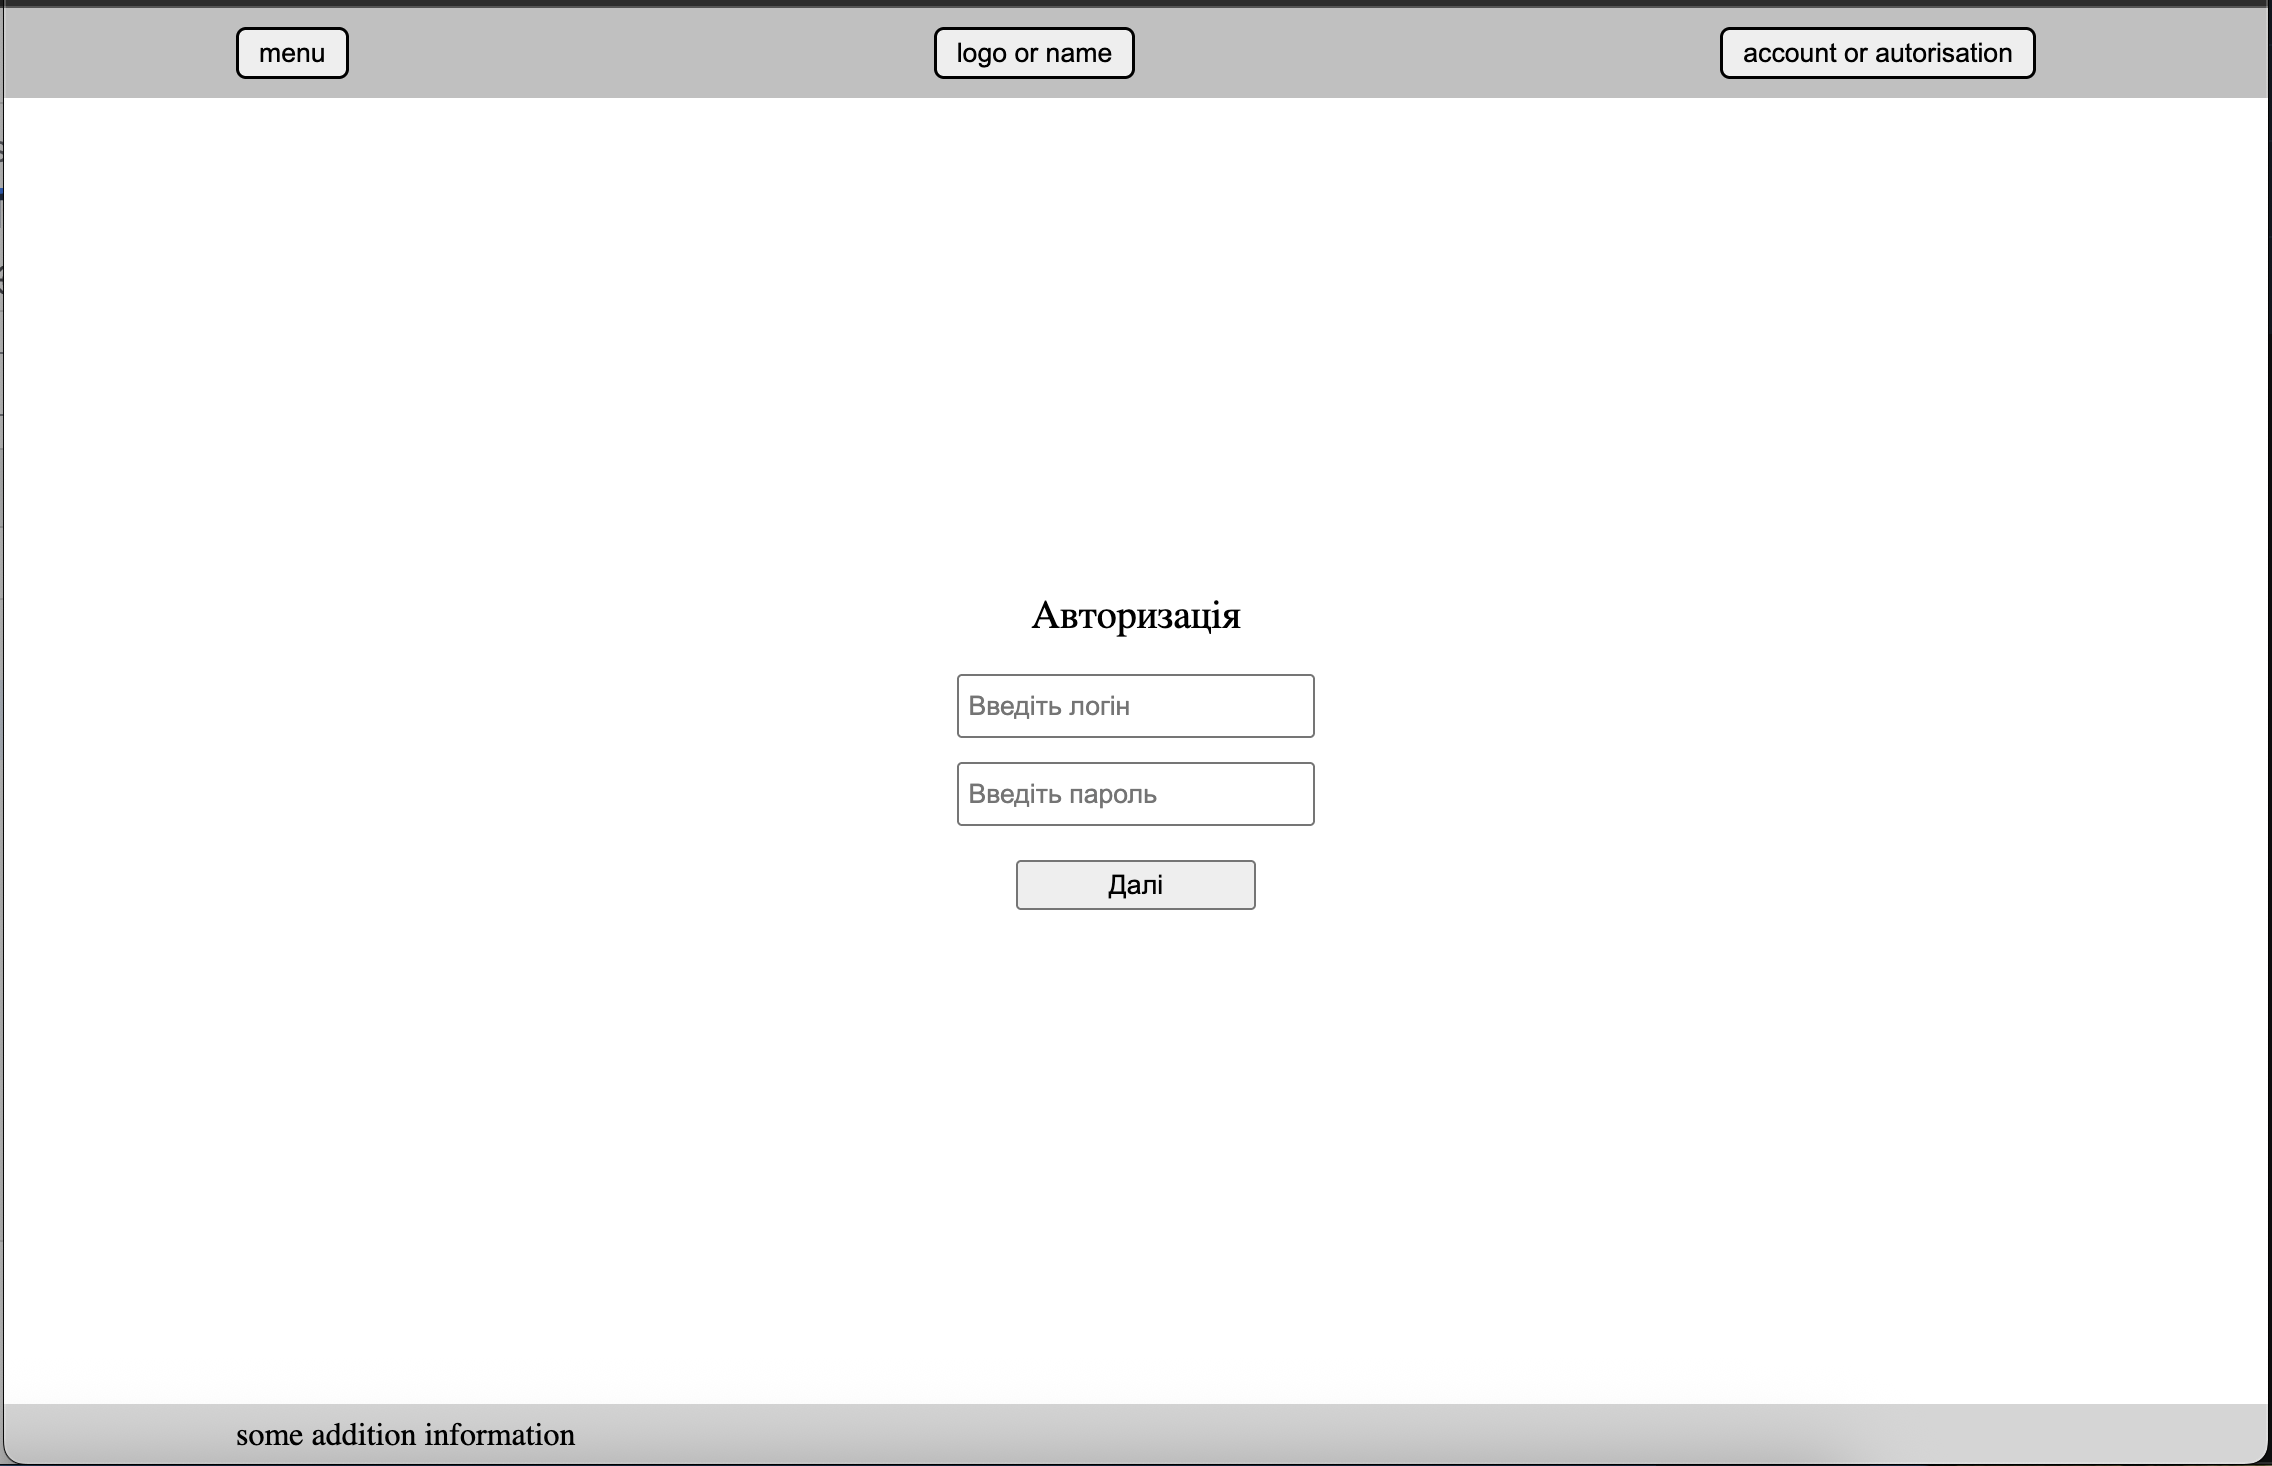 menu
logo or name
account or autorisation
Авторизація
Введіть логін
Введіть пароль
Далі
some addition information